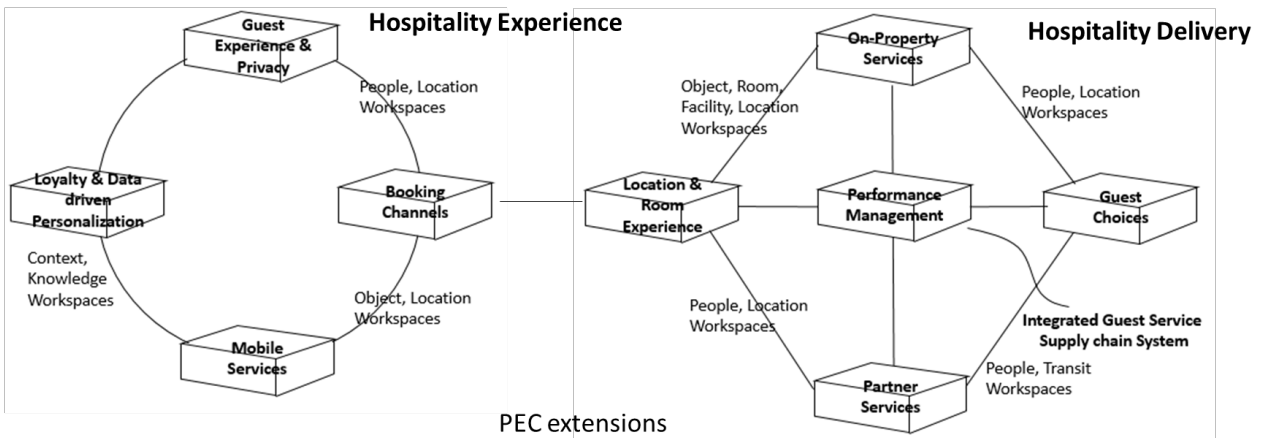 Hospitality Experience
Guest
Experience &
Privacy
People, Location
Workspaces
Loyalty & Data
driven
Personalization
Booking
Channels
Context,
Knowledge
Workspaces
Object, Location
Workspaces
Mobile
Services
Hospitality Delivery
On-Property
Services
Object, Room,
Facility, Location
Workspaces
People, Location
Workspaces
Location &
Room
Experience
Performance
Management
Guest
Choices
People, Location
Workspaces
Integrated Guest Service
Supply chain System
People, Transit
Workspaces
Partner
Services
PEC extensions